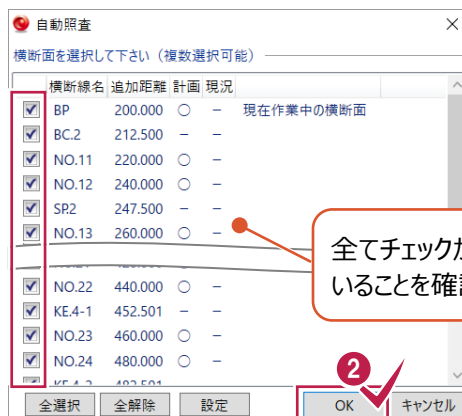 自動照査
横断面を選択して下さい（複数選択可能）
横断線名 追加距離 計画 現況
BP 200.000 ○ − 現在作業中の横断面
BC.2 212.500 − −
NO.11 220.000 ○ −
NO.12 240.000 ○ −
SP.2 247.500 − −
NO.13 260.000 ○ −
全てチェックが
いることを確認
NO.22 440.000 ○ −
KE.4-1 452.501 − −
NO.23 460.000 ○ −
NO.24 480.000 ○ −
2
全選択 全解除 設定 OK キャンセル